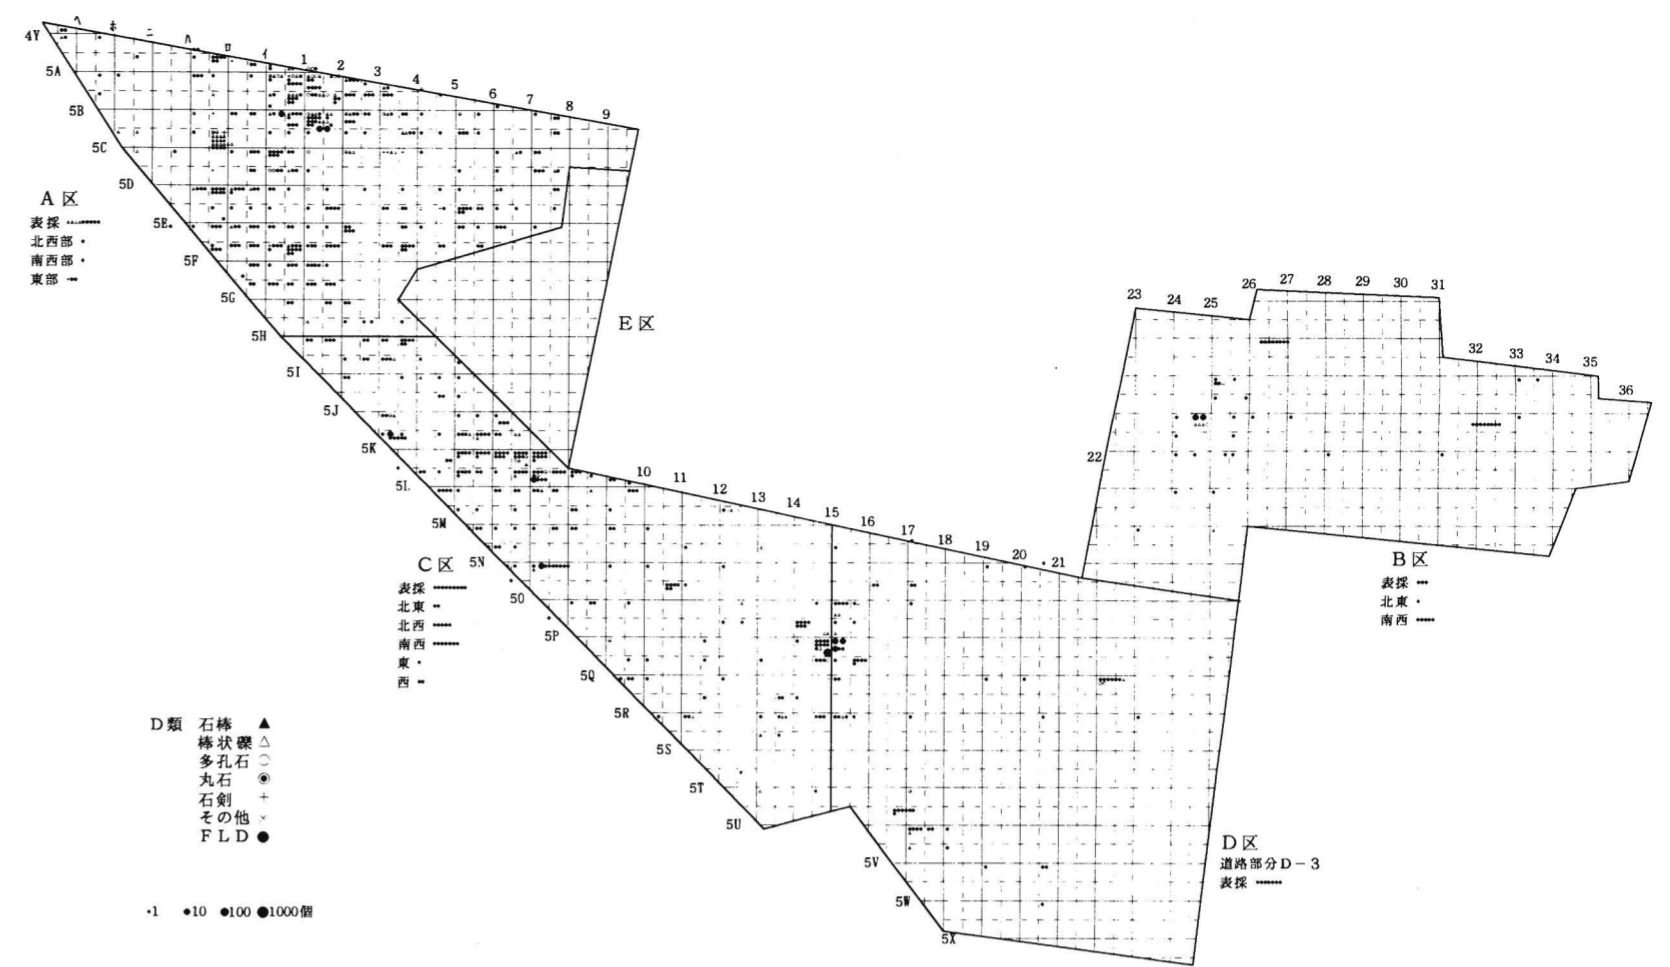 ヘ
ホ
ニ
ハ
ロ
イ
1
2
3
4
5
6
7
8
9
4Y
5A
5B
5C
5D
5E
5F
5G
5H
5I
5J
5K
5L
5M
5N
5O
5P
5Q
5R
5S
5T
5U
5V
5W
5X
A区
表採
北西部
南西部
東部
E区
10
11
12
13
14
15
16
17
18
19
20
21
22
23
24
25
26
27
28
29
30
31
32
33
34
35
36
B区
表採
北東
南西
C区
表採
北東
北西
南西
東
西
D区
道路部分D-3
表採
D類 石棒 ▲
棒状礫 △
多孔石 ○
丸石 ◉
石剣 +
その他 ×
FLD ●
・1 ●10 ●100 ●1000個